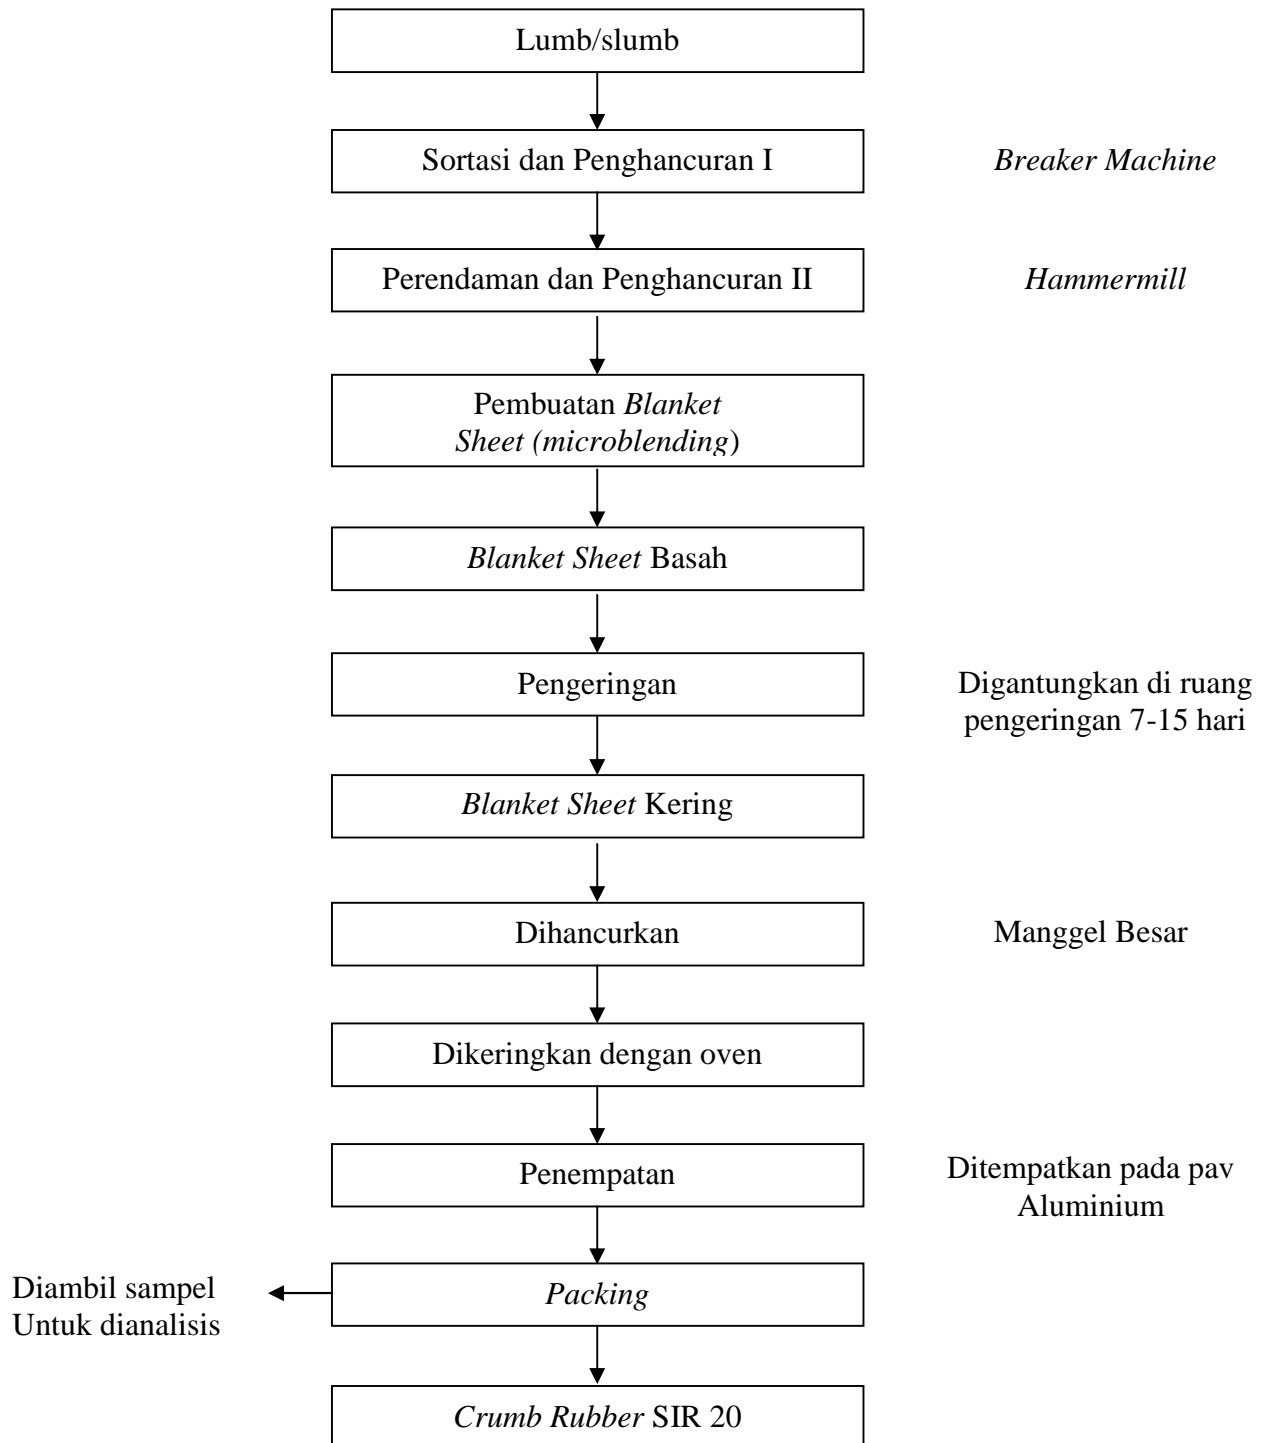 Lumb/slumb
Sortasi dan Penghancuran I
Breaker Machine
Perendaman dan Penghancuran II
Hammermill
Pembuatan Blanket
Sheet (microblending)
Blanket Sheet Basah
Pengeringan
Digantungkan di ruang
pengeringan 7-15 hari
Blanket Sheet Kering
Dihancurkan
Manggel Besar
Dikeringkan dengan oven
Penempatan
Ditempatkan pada pav
Aluminium
Packing
Diambil sampel
Untuk dianalisis
Crumb Rubber SIR 20